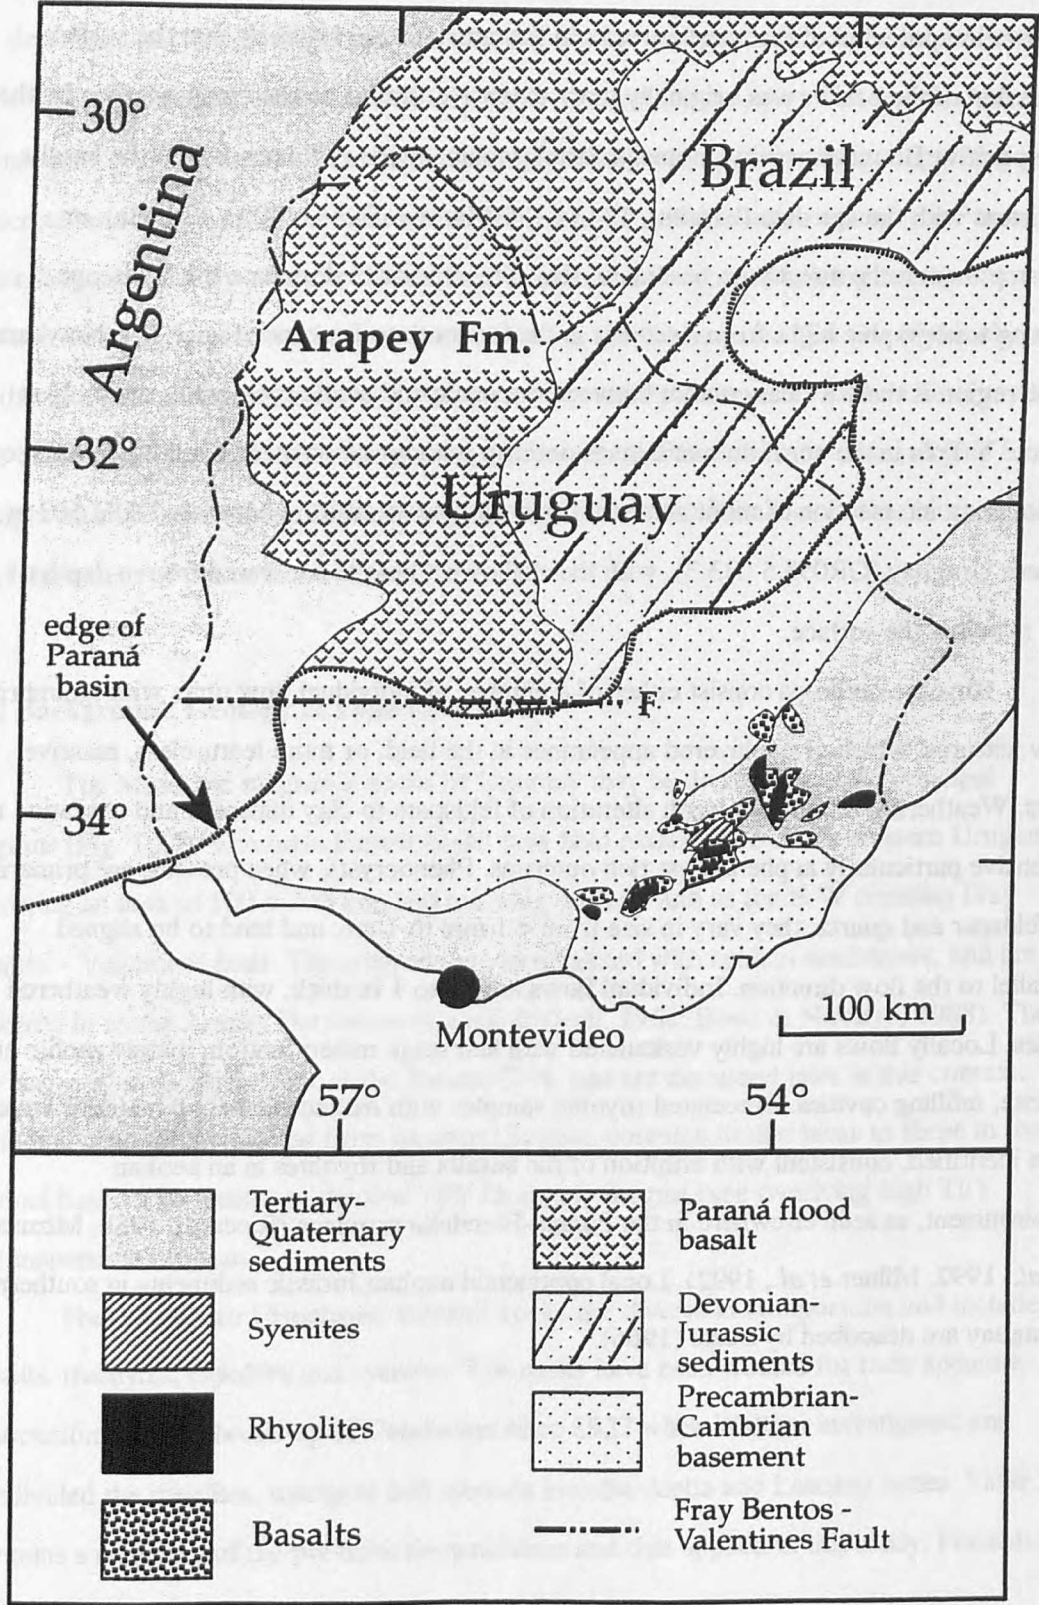 30°
Brazil
Argentina
Arapey Fm.
32°
Uruguay
edge of
Paraná
basin
F
34°
100 km
Montevideo
57°
54°
Tertiary-
Quaternary
sediments
Syenites
Rhyolites
Basalts
Paraná flood
basalt
Devonian-
Jurassic
sediments
Precambrian-
Cambrian
basement
Fray Bentos -
Valentines Fault